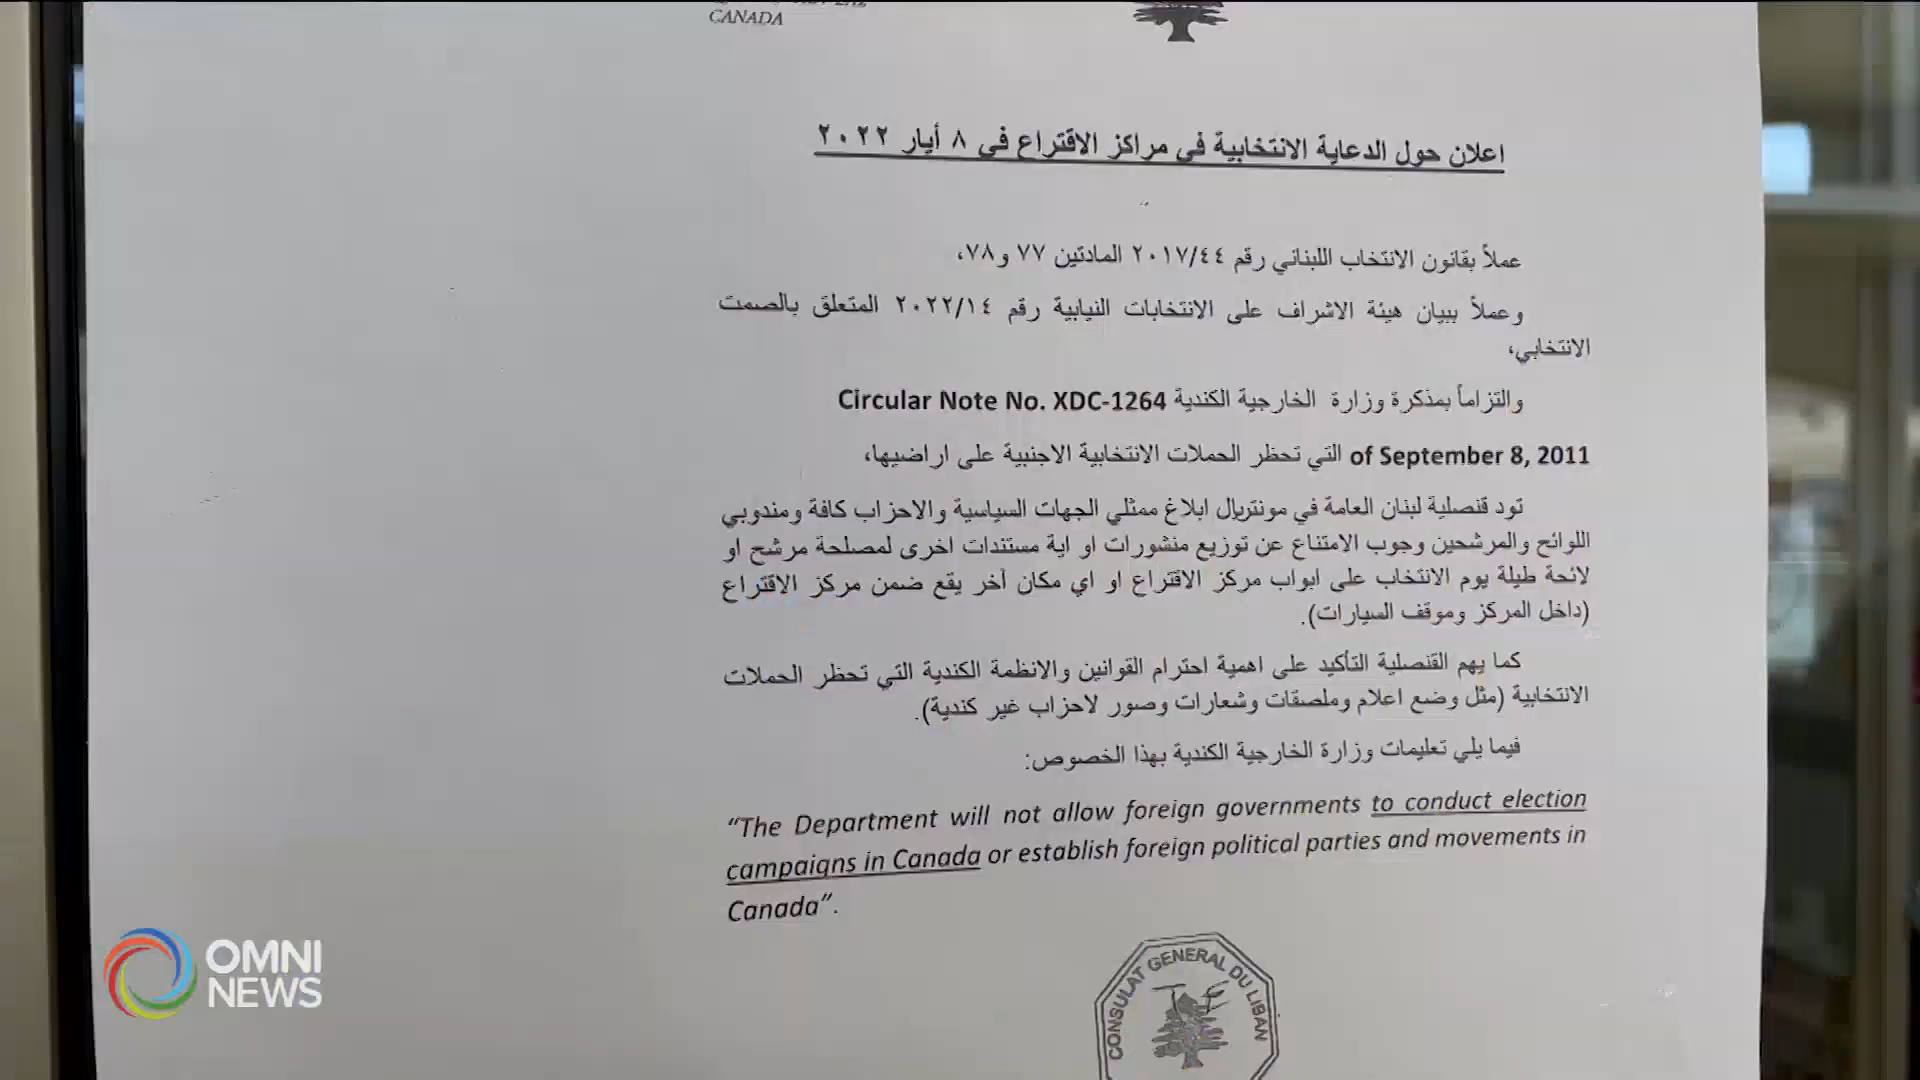 CANADA
اعلان حول الدعاية الانتخابية في مراكز الاقتراع في ٨ أيار ٢٠٢٢
عملاً بقانون الانتخاب اللبناني رقم ٢٠١٧/٤٤ المادتين ٧٧ و٧٨،
وعملاً ببيان هيئة الاشراف على الانتخابات النيابية رقم ٢٠٢٢/١٤ المتعلق بالصمت
الانتخابي،
والتزاماً بمذكرة وزارة الخارجية الكندية Circular Note No. XDC-1264
of September 8, 2011 التي تحظر الحملات الانتخابية الاجنبية على اراضيها،
تود قنصلية لبنان العامة في مونتريال ابلاغ ممثلي الجهات السياسية والاحزاب كافة ومندوبي
اللوائح والمرشحين وجوب الامتناع عن توزيع منشورات او اية مستندات اخرى لمصلحة مرشح او
لائحة طيلة يوم الانتخاب على ابواب مركز الاقتراع او اي مكان آخر يقع ضمن مركز الاقتراع
(داخل المركز وموقف السيارات).
كما يهم القنصلية التأكيد على اهمية احترام القوانين والانظمة الكندية التي تحظر الحملات
الانتخابية (مثل وضع اعلام وملصقات وشعارات وصور لاحزاب غير كندية).
فيما يلي تعليمات وزارة الخارجية الكندية بهذا الخصوص:
“The Department will not allow foreign governments to conduct election
campaigns in Canada or establish foreign political parties and movements in
Canada”.
CONSULAT GENERAL DU LIBAN
OMNI
NEWS